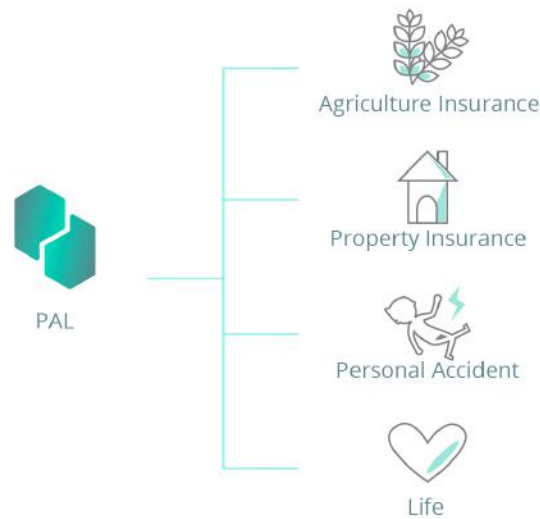 Agriculture Insurance
Property Insurance
PAL
Personal Accident
Life